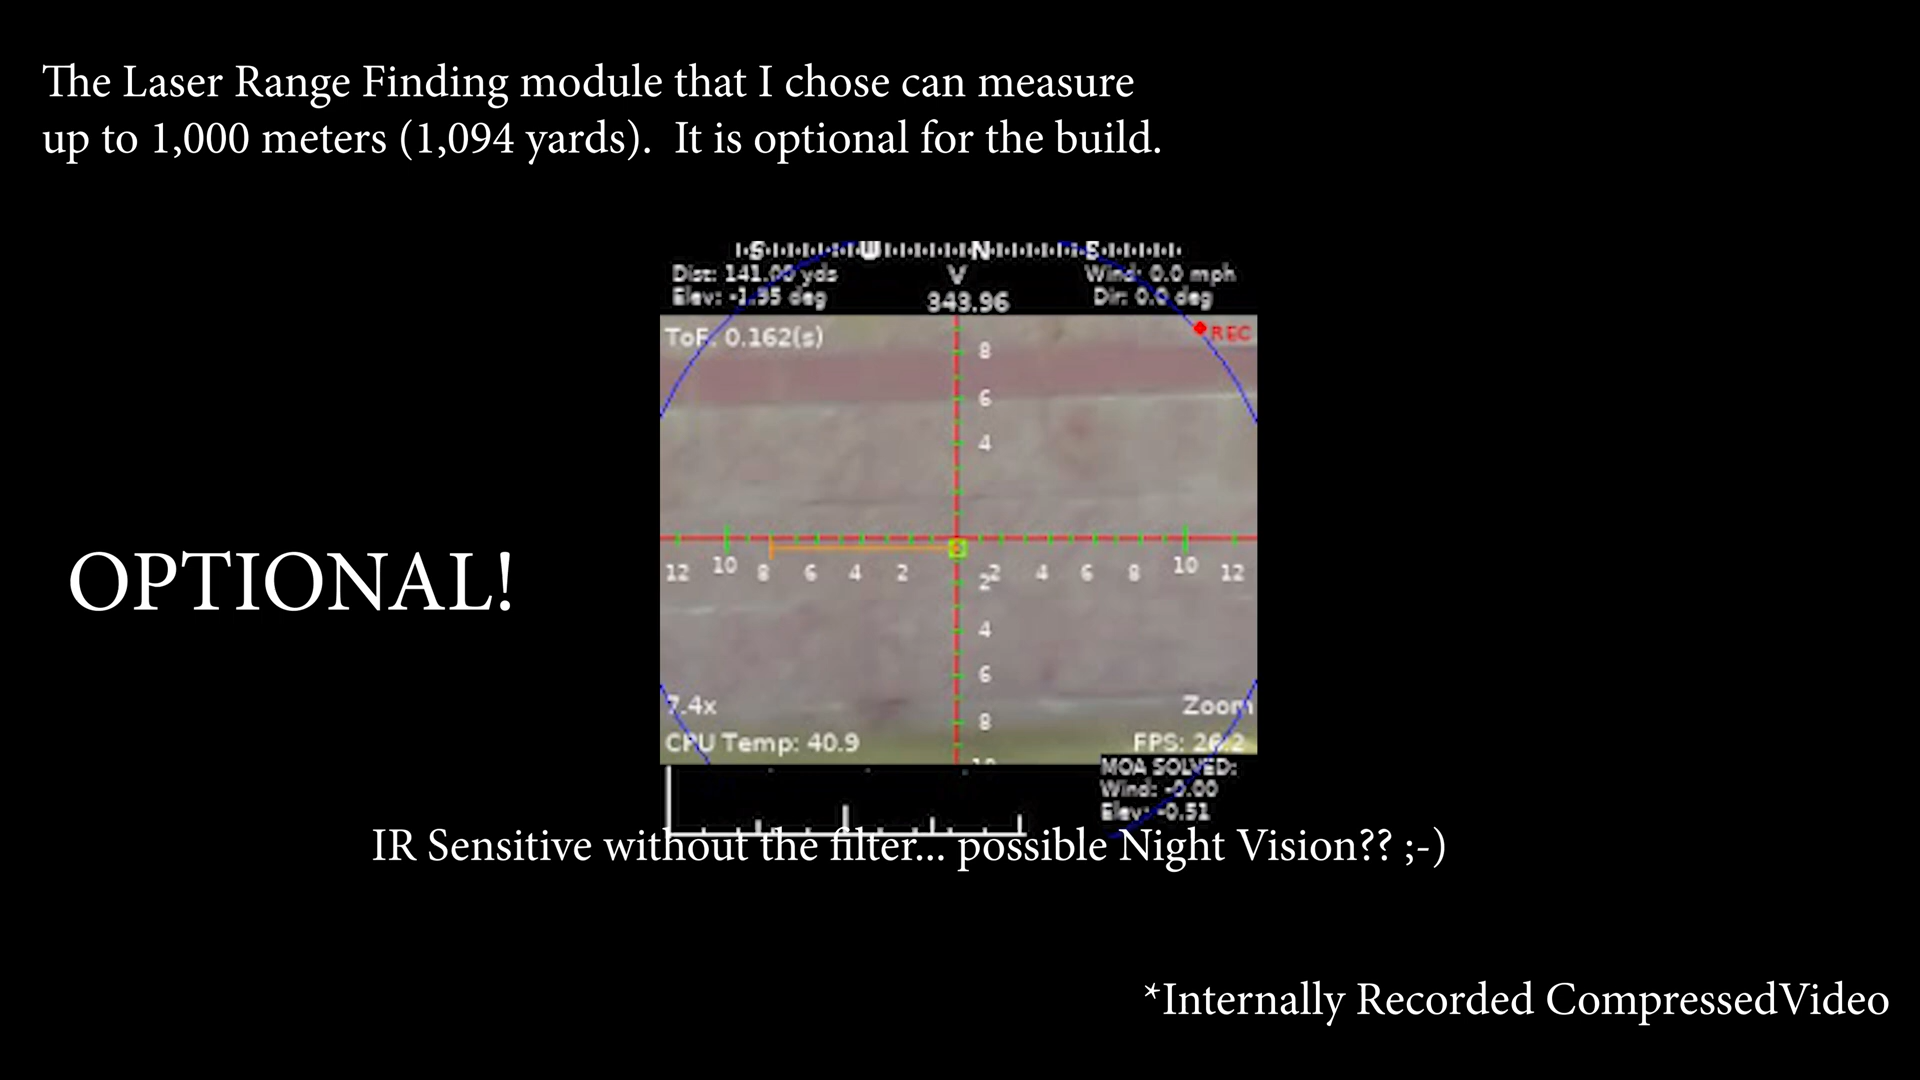 The Laser Range Finding module that I chose can measure
up to 1,000 meters (1,094 yards).  It is optional for the build.
S W N E
Dist: 141.00 yds
Elev: -1.95 deg
V
343.96
Wind: 0.0 mph
Dir: 0.0 deg
ToF: 0.162(s)
REC
8
6
4
12 10 8 6 4 2 2 4 6 8 10 12
2
4
6
8
10
OPTIONAL!
7.4x
Zoom
CPU Temp: 40.9
FPS: 26.2
MOA SOLVED:
Wind: -0.00
Elev: -0.51
IR Sensitive without the filter... possible Night Vision?? ;-)
*Internally Recorded CompressedVideo